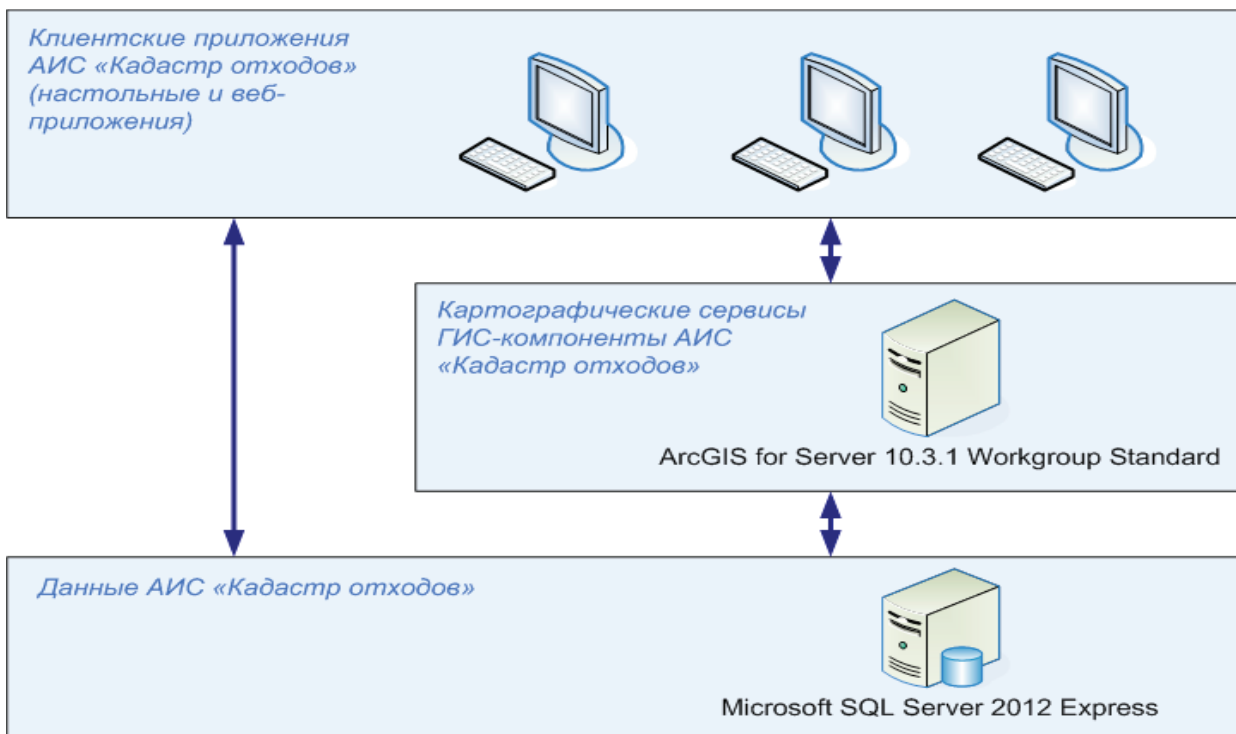 Клиентские приложения
АИС «Кадастр отходов»
(настольные и веб-
приложения)
Картографические сервисы
ГИС-компоненты АИС
«Кадастр отходов»
ArcGIS for Server 10.3.1 Workgroup Standard
Данные АИС «Кадастр отходов»
Microsoft SQL Server 2012 Express